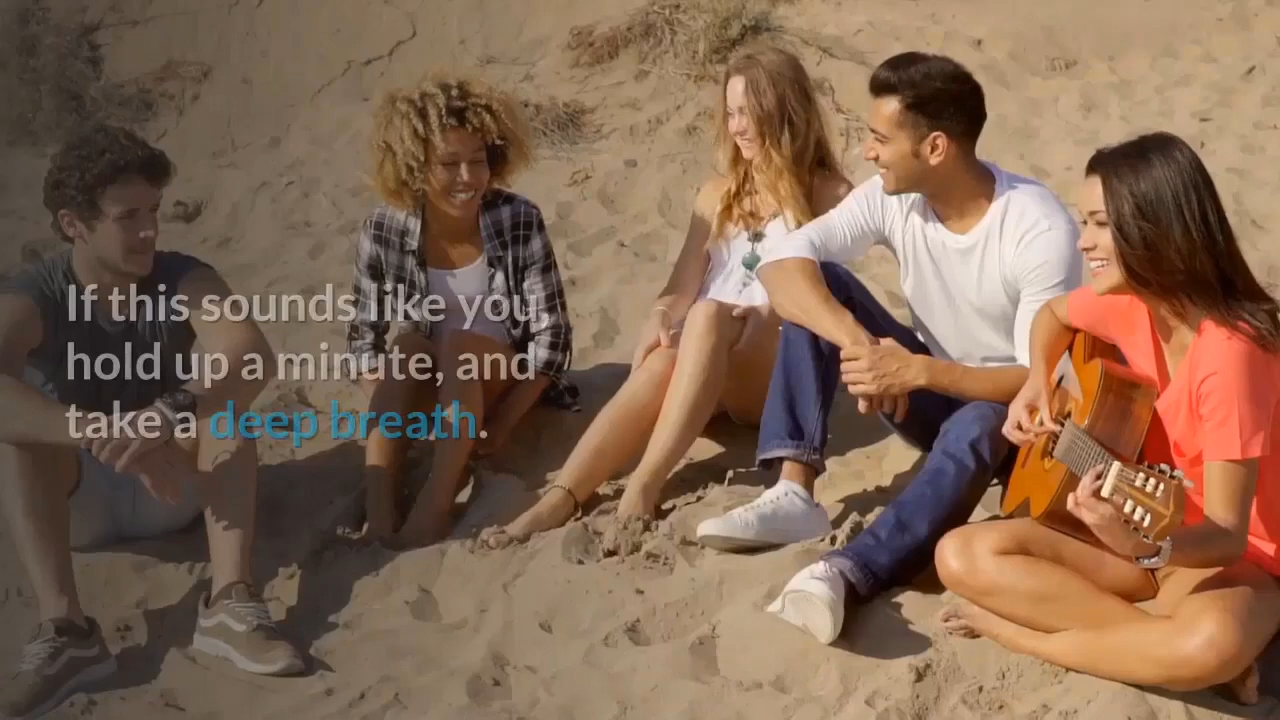 If this sounds like you,
hold up a minute, and
take a deep breath.